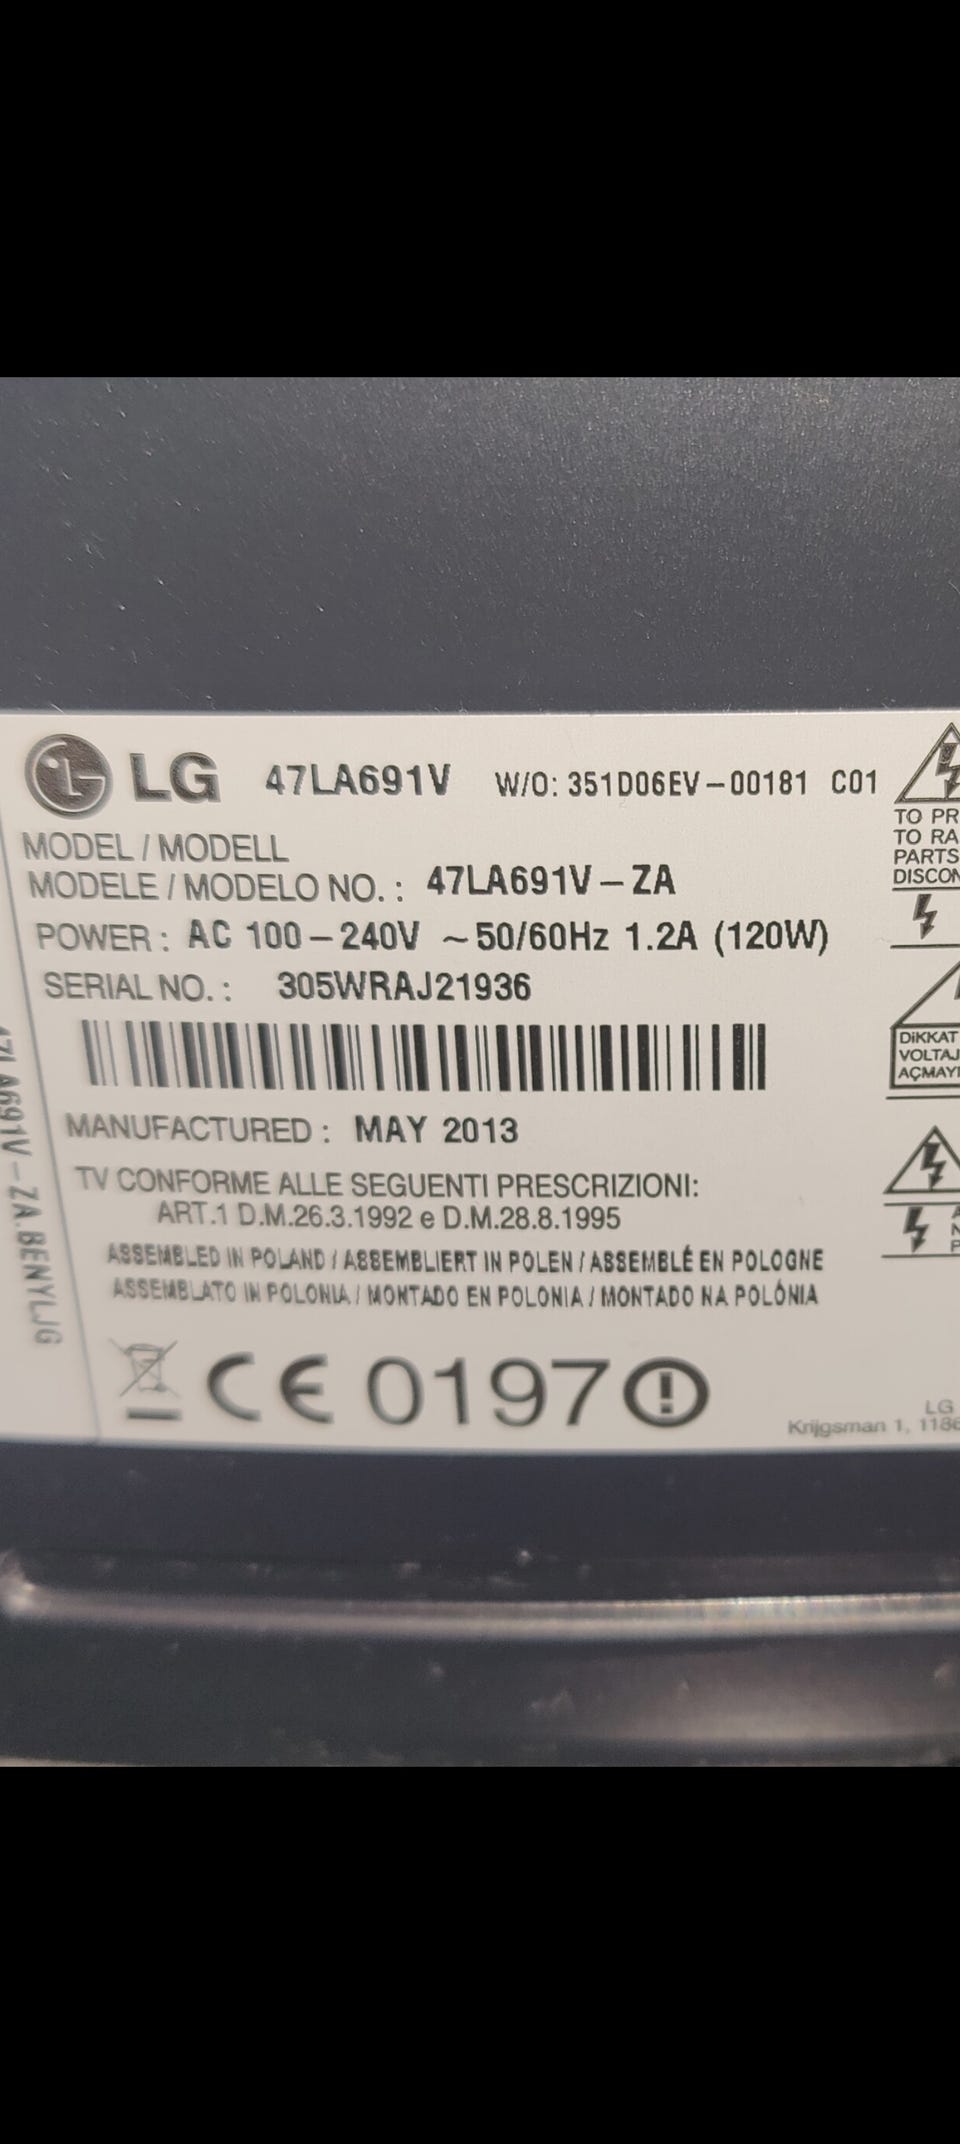 LG 47LA691V W/O: 351D06EV-00181 C01
MODEL / MODELL
MODELE / MODELO NO. : 47LA691V-ZA
POWER : AC 100-240V ~50/60Hz 1.2A (120W)
SERIAL NO. : 305WRAJ21936
MANUFACTURED : MAY 2013
TV CONFORME ALLE SEGUENTI PRESCRIZIONI:
ART.1 D.M.26.3.1992 e D.M.28.8.1995
ASSEMBLED IN POLAND / ASSEMBLIERT IN POLEN / ASSEMBLÉ EN POLOGNE
ASSEMBLATO IN POLONIA / MONTADO EN POLONIA / MONTADO NA POLÓNIA
CE 0197
47LA691V-ZA.BENYLJG
TO PR
TO RA
PARTS
DISCON
DİKKAT
VOLTAJ
AÇMAYI
LG
Krijgsman 1, 1186